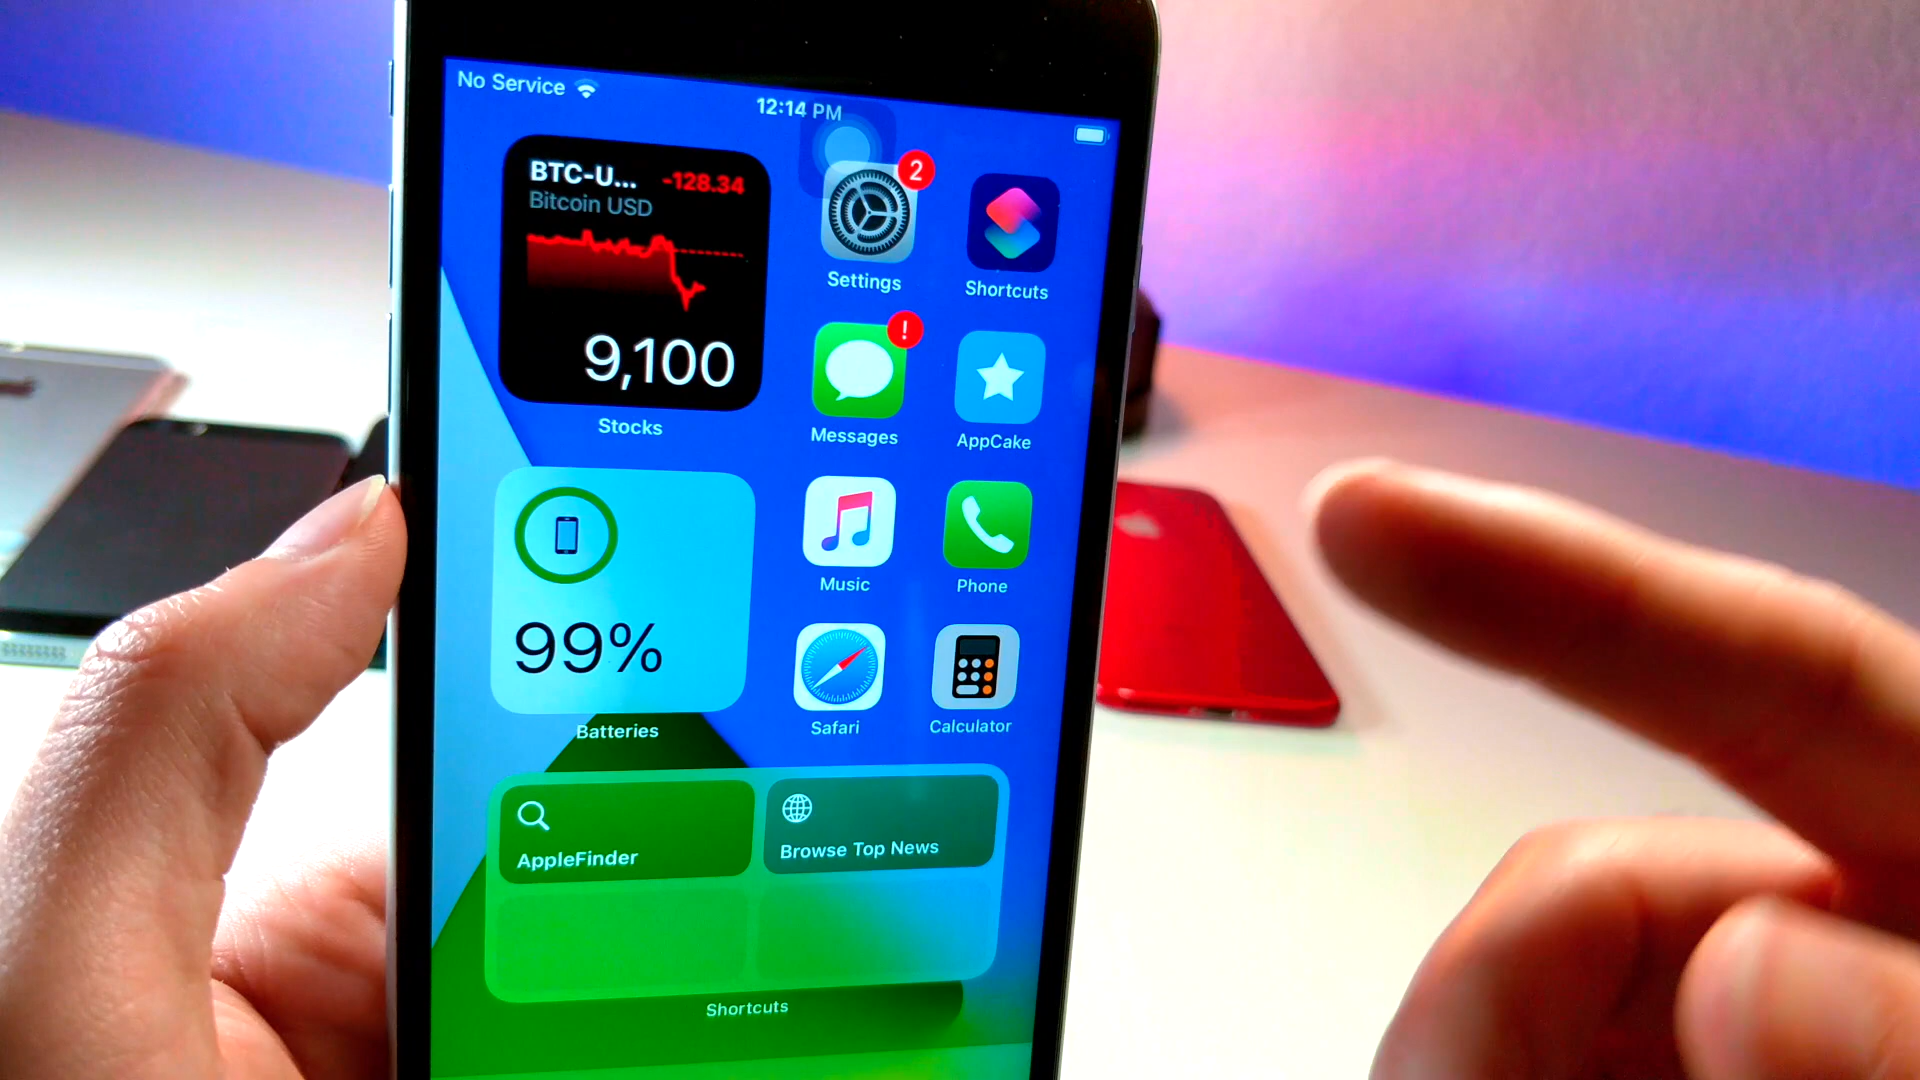 No Service
12:14 PM
BTC-U... -128.34
Bitcoin USD
9,100
Stocks
2
Settings
Shortcuts
!
Messages
AppCake
99%
Batteries
Music
Phone
Safari
Calculator
AppleFinder
Browse Top News
Shortcuts